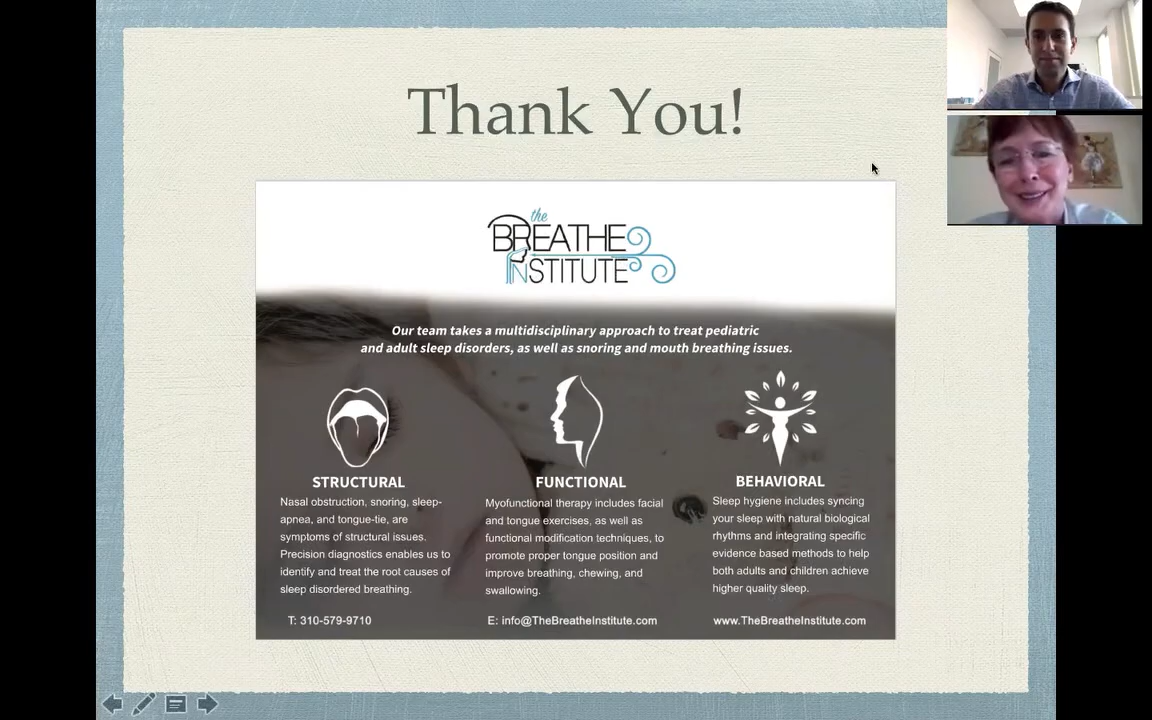 Thank You!
the
BREATHE
INSTITUTE
Our team takes a multidisciplinary approach to treat pediatric
and adult sleep disorders, as well as snoring and mouth breathing issues.
STRUCTURAL
Nasal obstruction, snoring, sleep-
apnea, and tongue-tie, are
symptoms of structural issues.
Precision diagnostics enables us to
identify and treat the root causes of
sleep disordered breathing.
T: 310-579-9710
FUNCTIONAL
Myofunctional therapy includes facial
and tongue exercises, as well as
functional modification techniques, to
promote proper tongue position and
improve breathing, chewing, and
swallowing.
E: info@TheBreatheInstitute.com
BEHAVIORAL
Sleep hygiene includes syncing
your sleep with natural biological
rhythms and integrating specific
evidence based methods to help
both adults and children achieve
higher quality sleep.
www.TheBreatheInstitute.com